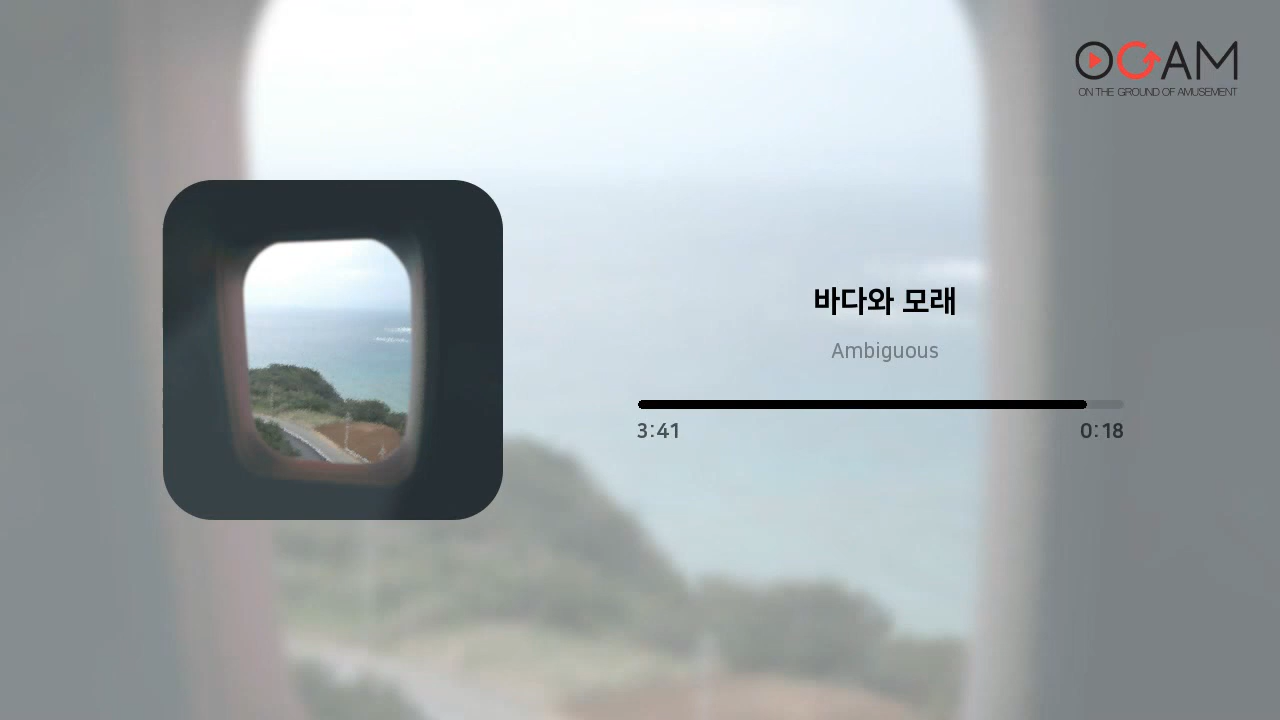 OGAM
ON THE GROUND OF AMUSEMENT
바다와 모래
Ambiguous
3:41
0:18